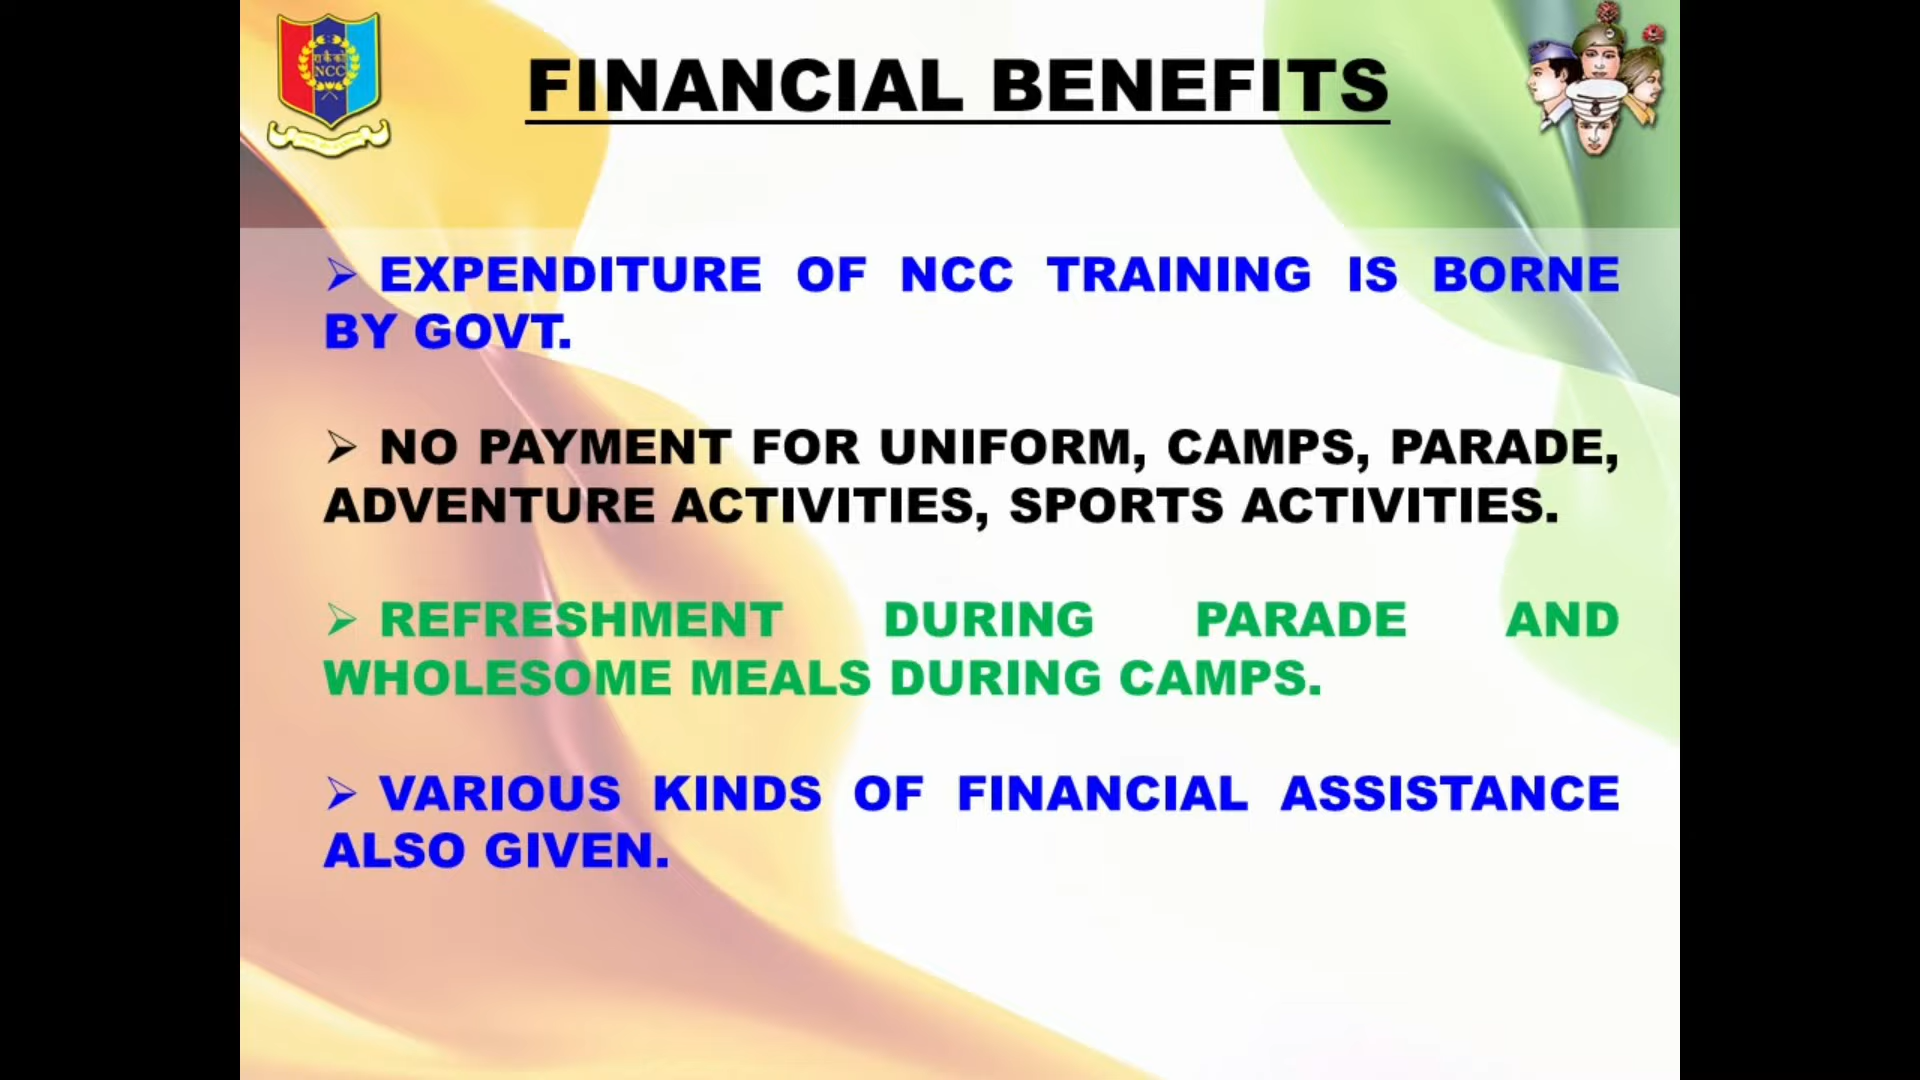 FINANCIAL BENEFITS
NCC
➢ EXPENDITURE OF NCC TRAINING IS BORNE
BY GOVT.
➢ NO PAYMENT FOR UNIFORM, CAMPS, PARADE,
ADVENTURE ACTIVITIES, SPORTS ACTIVITIES.
➢ REFRESHMENT DURING PARADE AND
WHOLESOME MEALS DURING CAMPS.
➢ VARIOUS KINDS OF FINANCIAL ASSISTANCE
ALSO GIVEN.